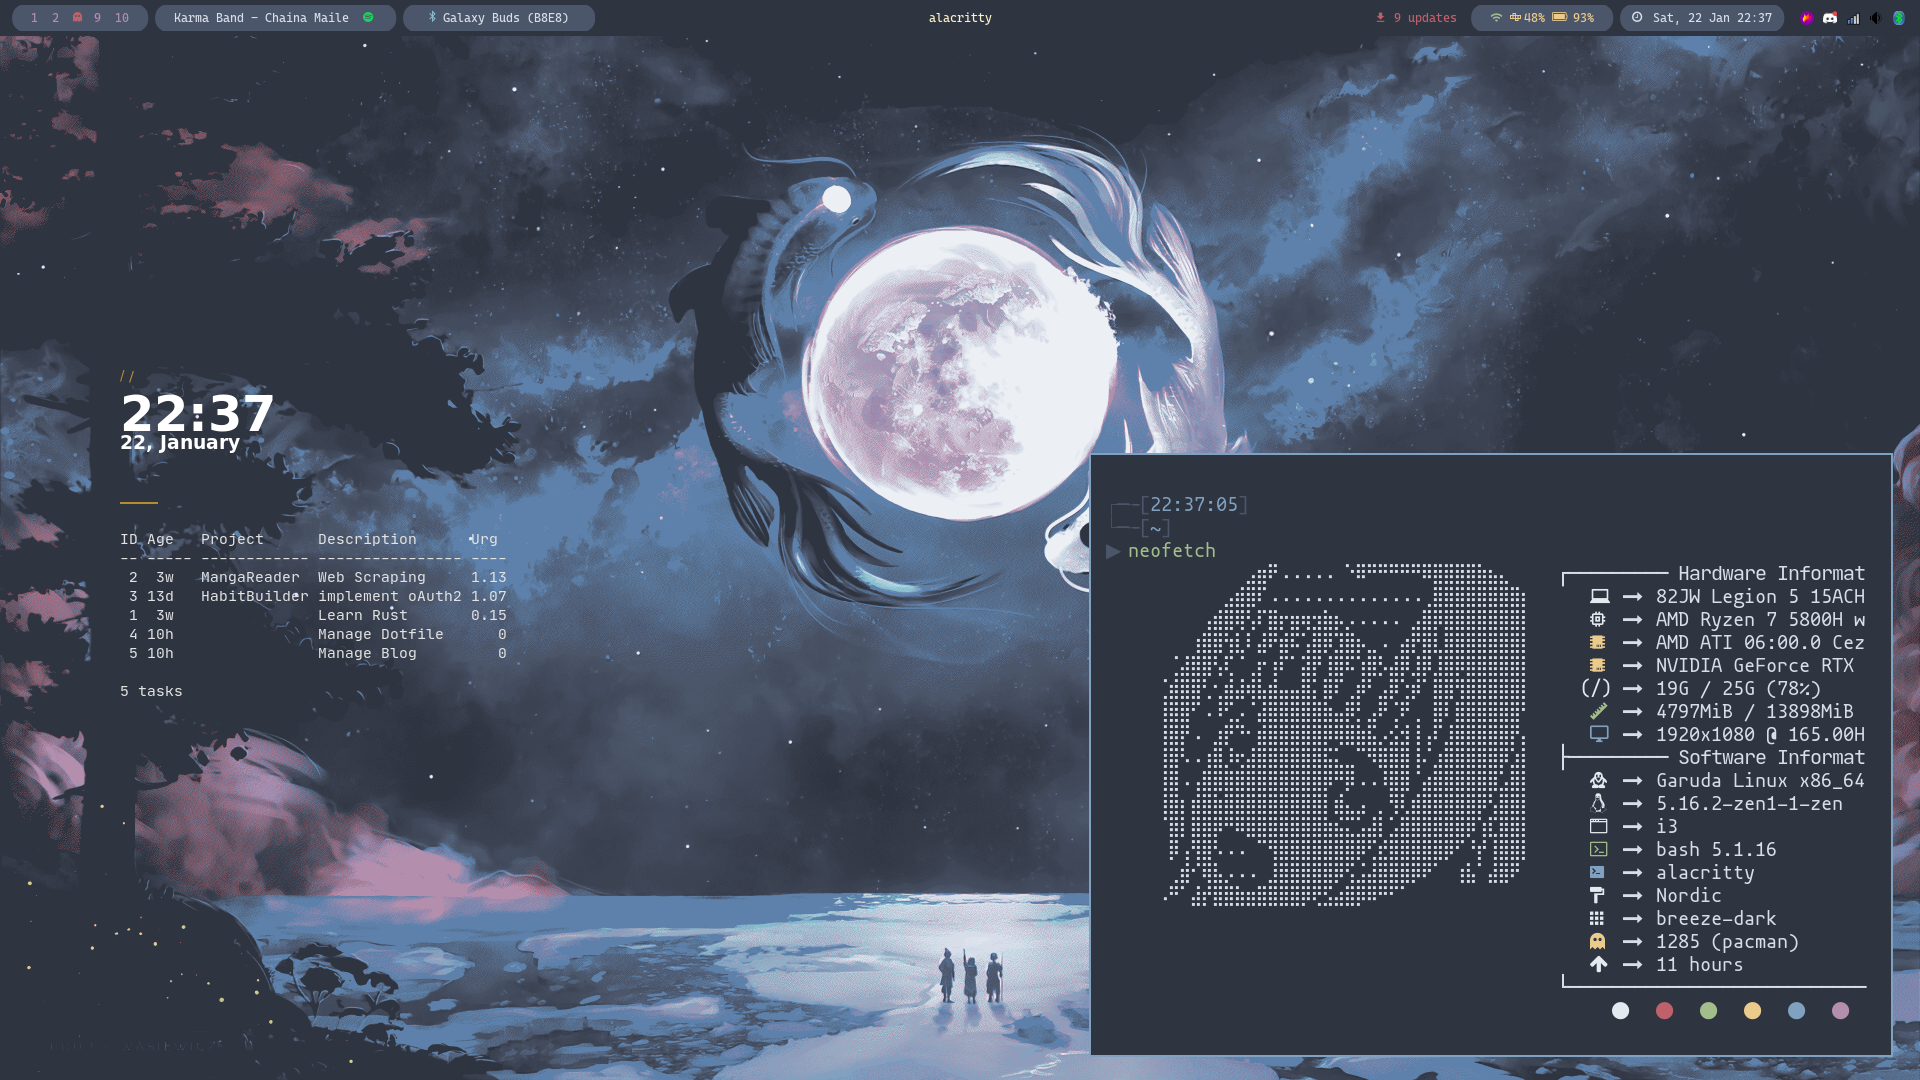 1 2 9 10
Karma Band - Chaina Maile
Galaxy Buds (B8E8)
alacritty
9 updates
48% 93%
Sat, 22 Jan 22:37
//
22:37
22, January
ID Age Project Description Urg
-- ----- ------------ ---------------- ----
2 3w MangaReader Web Scraping 1.13
3 13d HabitBuilder implement oAuth2 1.07
1 3w Learn Rust 0.15
4 10h Manage Dotfile 0
5 10h Manage Blog 0
5 tasks
[22:37:05]
[~]
neofetch
Hardware Informat
82JW Legion 5 15ACH
AMD Ryzen 7 5800H w
AMD ATI 06:00.0 Cez
NVIDIA GeForce RTX
(/) → 19G / 25G (78%)
4797MiB / 13898MiB
1920x1080 @ 165.00H
Software Informat
Garuda Linux x86_64
5.16.2-zen1-1-zen
i3
bash 5.1.16
alacritty
Nordic
breeze-dark
1285 (pacman)
11 hours